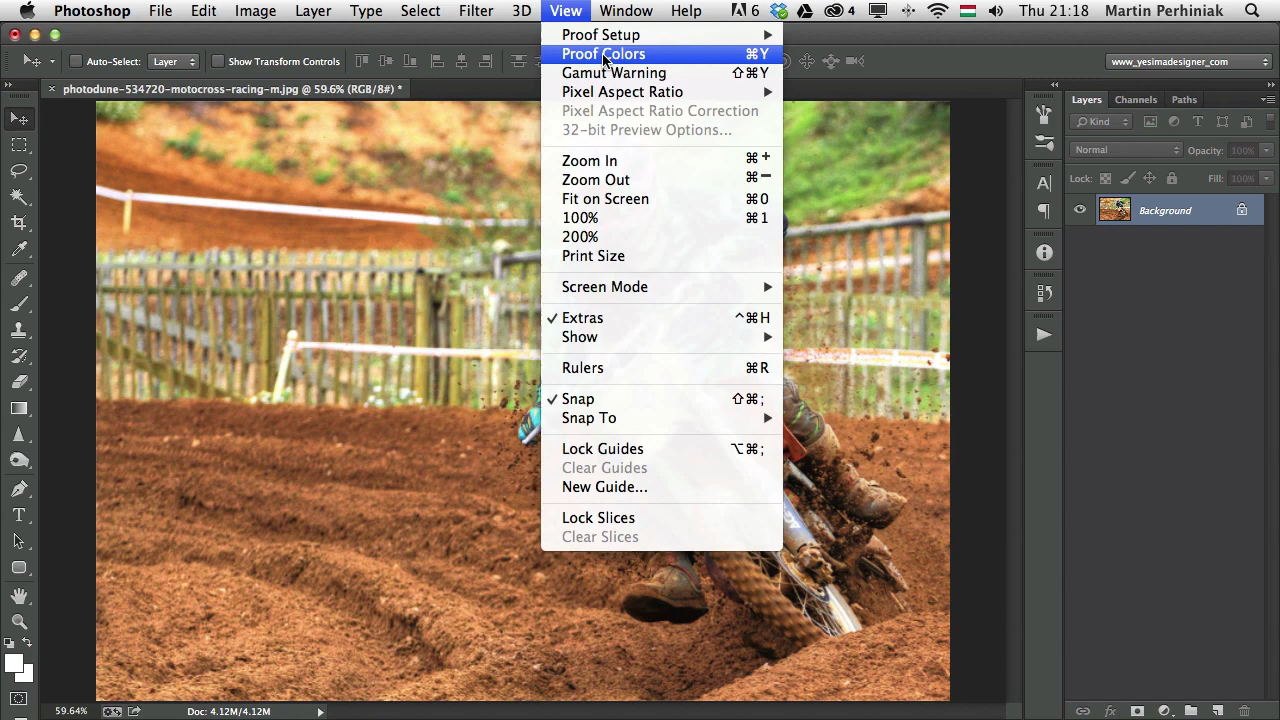 Photoshop File Edit Image Layer Type Select Filter 3D View Window Help 6 4 Thu 21:18 Martin Perhiniak
Auto-Select: Layer Show Transform Controls www_yesimadesigner_com
photodune-534720-motocross-racing-m.jpg @ 59.6% (RGB/8#) *
Proof Setup
Proof Colors ⌘Y
Gamut Warning ⇧⌘Y
Pixel Aspect Ratio
Pixel Aspect Ratio Correction
32-bit Preview Options...
Zoom In ⌘+
Zoom Out ⌘−
Fit on Screen ⌘0
100% ⌘1
200%
Print Size
Screen Mode
Extras ^⌘H
Show
Rulers ⌘R
Snap ⇧⌘;
Snap To
Lock Guides ⌥⌘;
Clear Guides
New Guide...
Lock Slices
Clear Slices
Layers Channels Paths
Kind
Normal Opacity: 100%
Lock: Fill: 100%
Background
59.64% Doc: 4.12M/4.12M